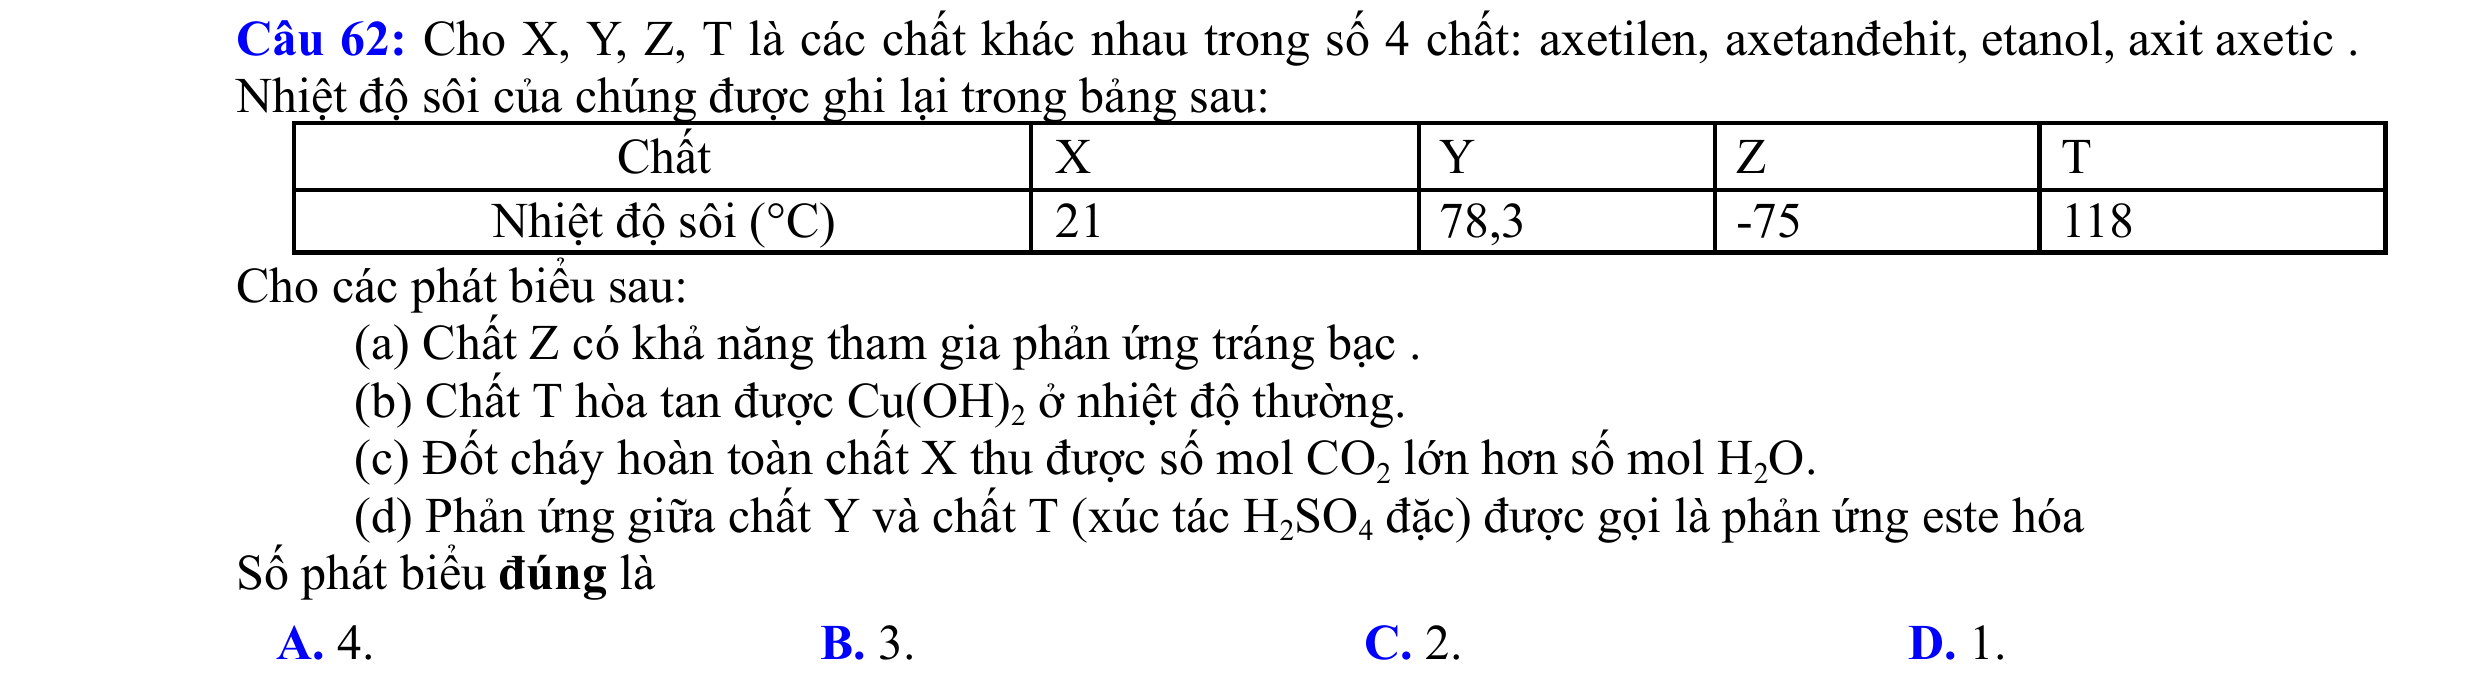 Câu 62: Cho X, Y, Z, T là các chất khác nhau trong số 4 chất: axetilen, axetanđehit, etanol, axit axetic .
Nhiệt độ sôi của chúng được ghi lại trong bảng sau:
Chất X Y Z T
Nhiệt độ sôi (°C) 21 78,3 -75 118
Cho các phát biểu sau:
(a) Chất Z có khả năng tham gia phản ứng tráng bạc .
(b) Chất T hòa tan được Cu(OH)₂ ở nhiệt độ thường.
(c) Đốt cháy hoàn toàn chất X thu được số mol CO₂ lớn hơn số mol H₂O.
(d) Phản ứng giữa chất Y và chất T (xúc tác H₂SO₄ đặc) được gọi là phản ứng este hóa
Số phát biểu đúng là
A. 4. B. 3. C. 2. D. 1.